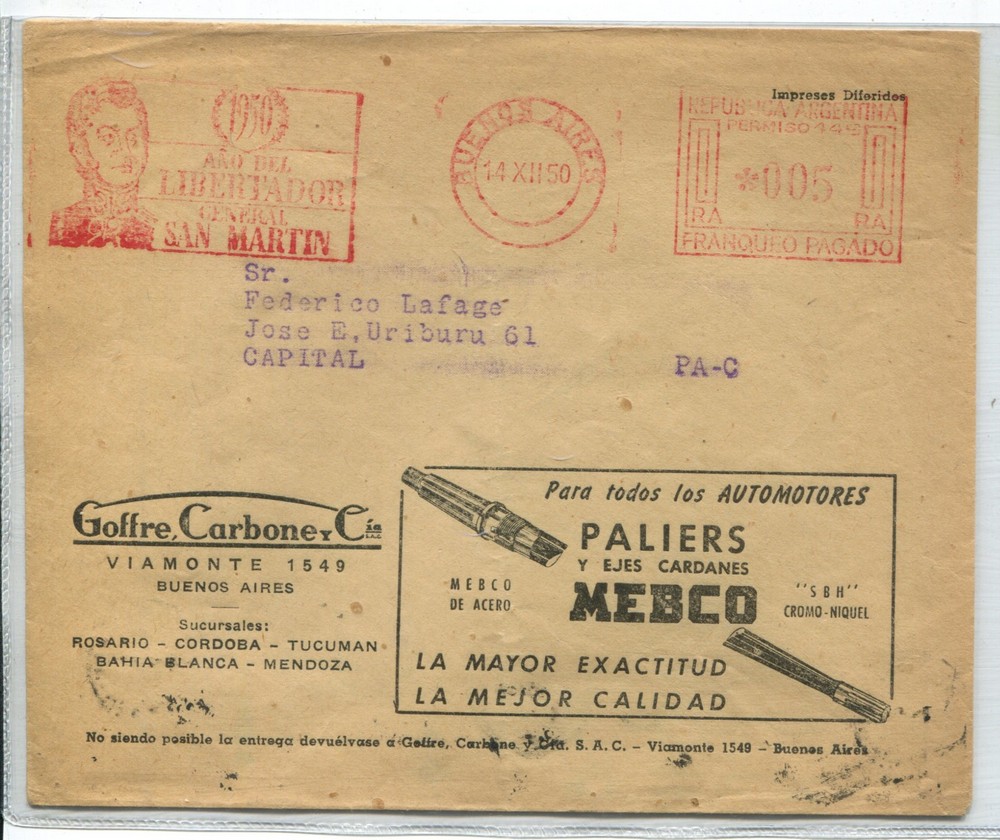 Impresos Diferidos
1950
AÑO DEL
LIBERTADOR
GENERAL
SAN MARTIN
BUENOS AIRES
14 XII 50
REPUBLICA ARGENTINA
PERMISO 449
*005
RA RA
FRANQUEO PAGADO
Sr.
Federico Lafage
Jose E.Uriburu 61
CAPITAL PA-C
Goffre, Carbone y Cía
S.A.C.
VIAMONTE 1549
BUENOS AIRES
Sucursales:
ROSARIO - CORDOBA - TUCUMAN
BAHIA BLANCA - MENDOZA
Para todos los AUTOMOTORES
PALIERS
Y EJES CARDANES
MEBCO
DE ACERO
MEBCO
"SBH"
CROMO-NIQUEL
LA MAYOR EXACTITUD
LA MEJOR CALIDAD
No siendo posible la entrega devuélvase a Goffre, Carbone y Cía. S. A. C. - Viamonte 1549 - Buenos Aires